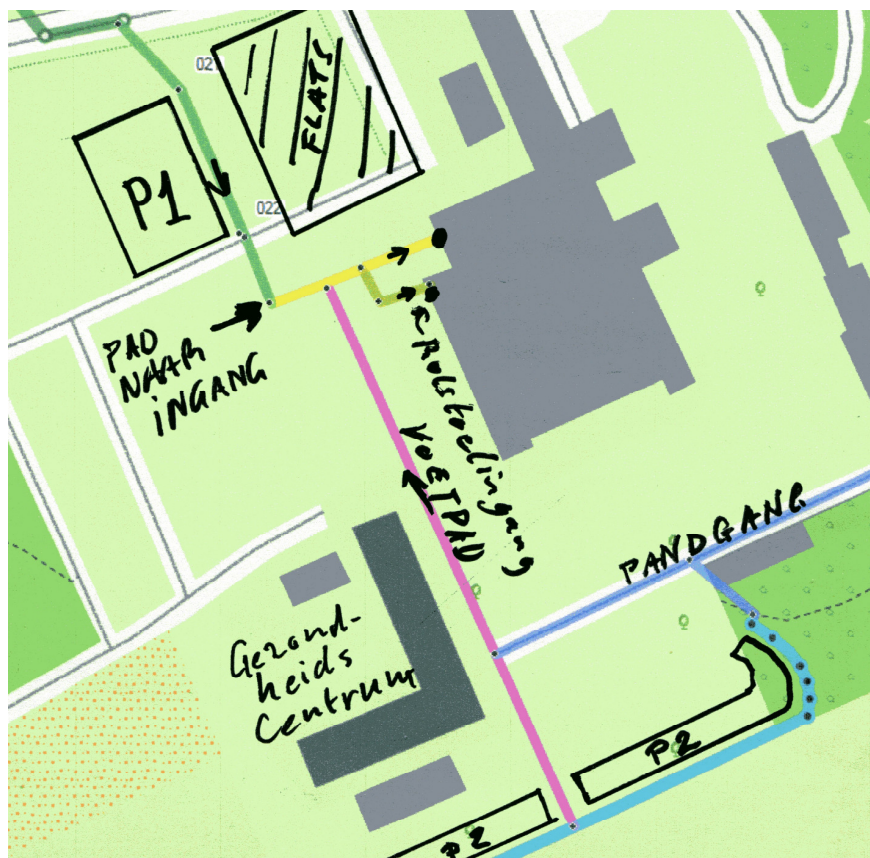 021
FLATS
P1
022
PAD
NAAR
INGANG
Rolstoelingang
VOETPAD
PANDGANG
Gezond-
heids
Centrum
P2
P2